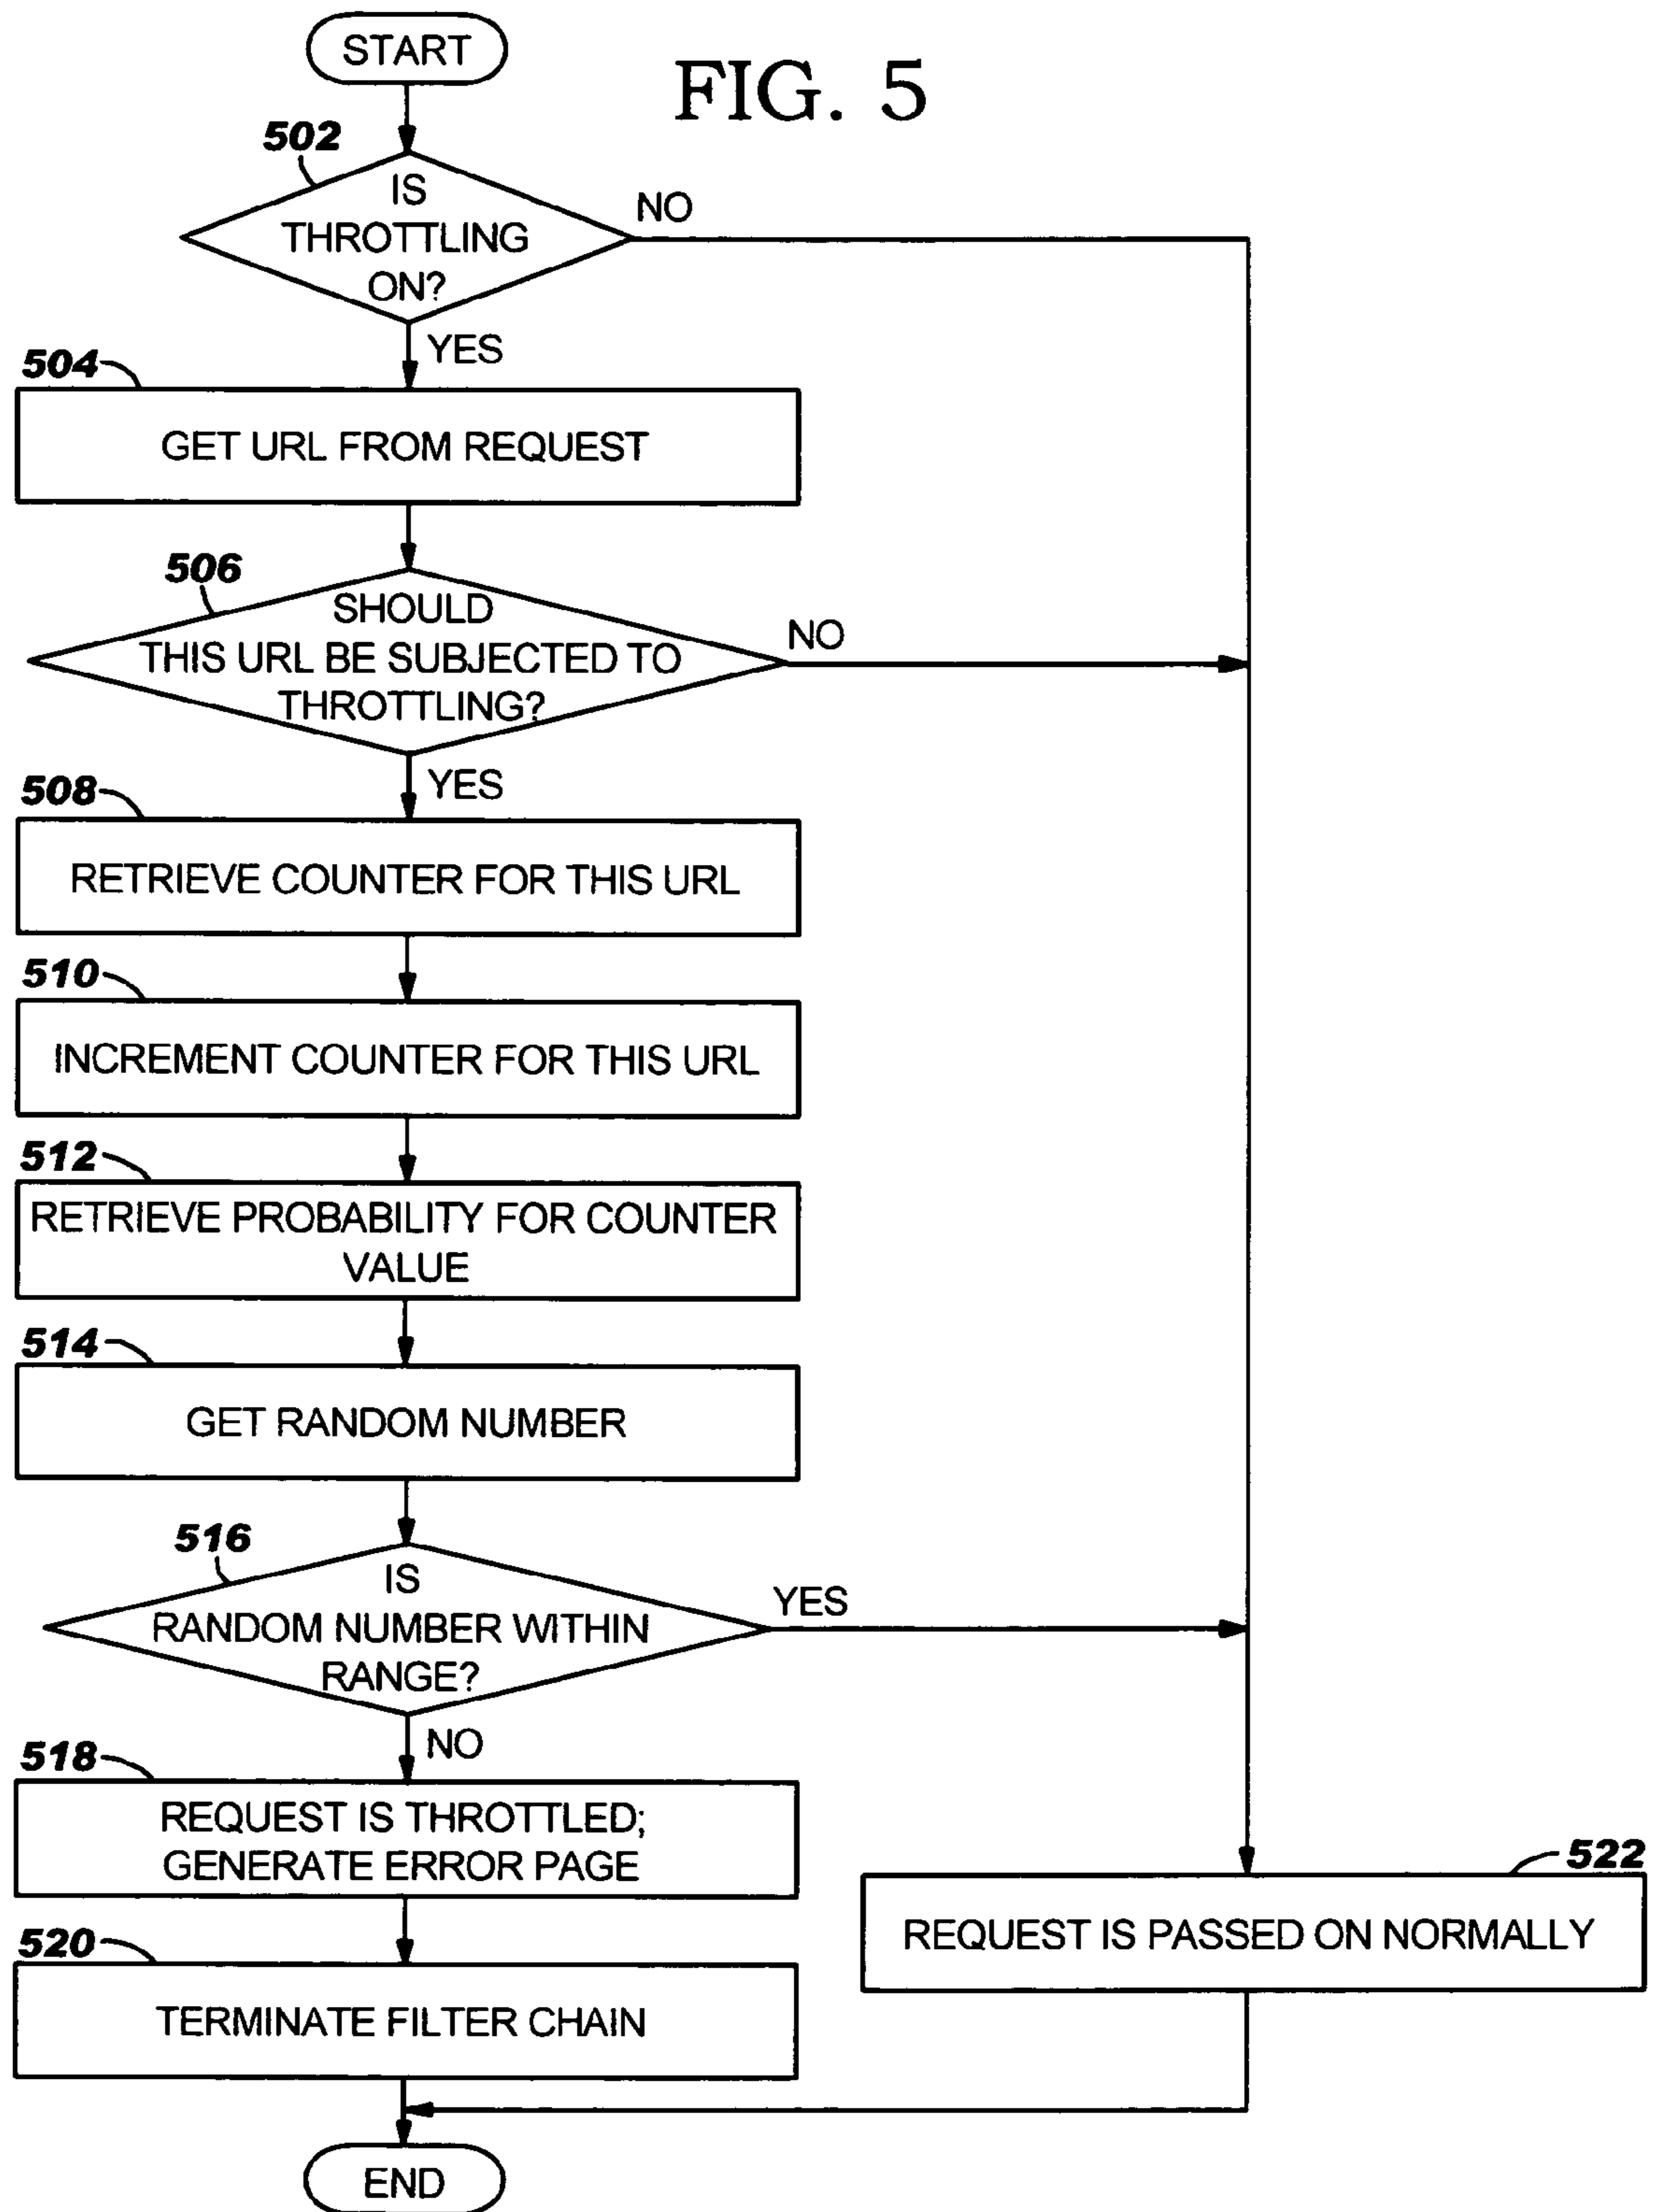 START
FIG. 5
502
IS
THROTTLING
ON?
NO
YES
504
GET URL FROM REQUEST
506
SHOULD
THIS URL BE SUBJECTED TO
THROTTLING?
NO
YES
508
RETRIEVE COUNTER FOR THIS URL
510
INCREMENT COUNTER FOR THIS URL
512
RETRIEVE PROBABILITY FOR COUNTER
VALUE
514
GET RANDOM NUMBER
516
IS
RANDOM NUMBER WITHIN
RANGE?
YES
NO
518
REQUEST IS THROTTLED;
GENERATE ERROR PAGE
522
REQUEST IS PASSED ON NORMALLY
520
TERMINATE FILTER CHAIN
END